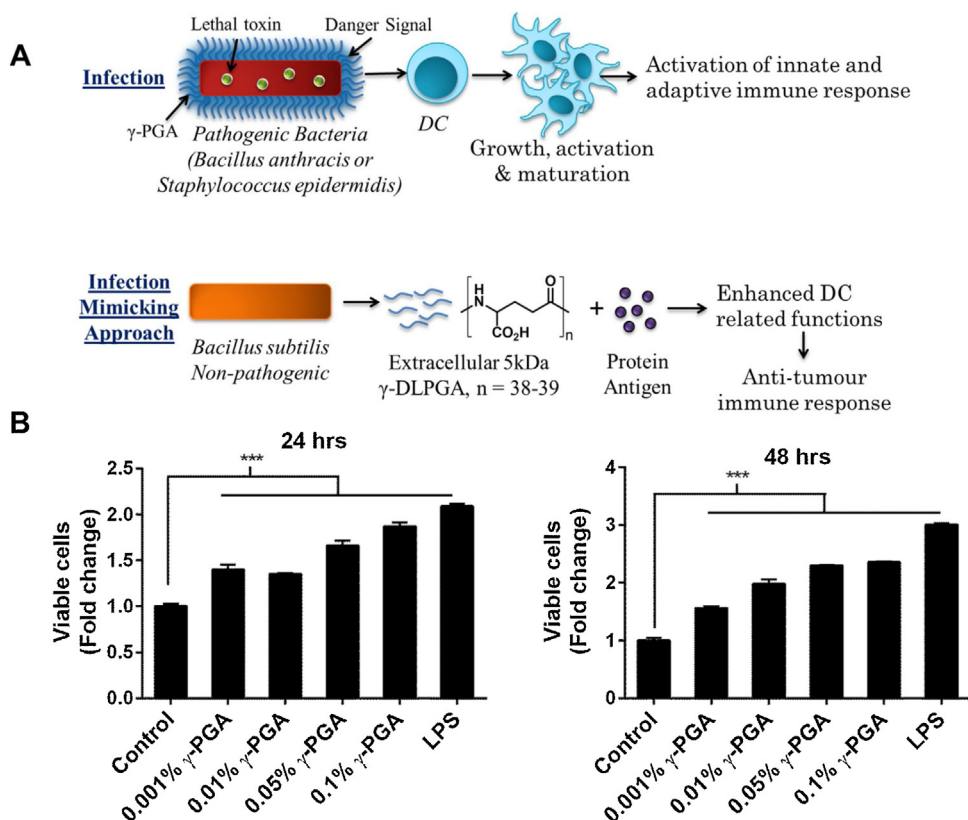 A
Lethal toxin
Danger Signal
Infection
γ-PGA
Pathogenic Bacteria
(Bacillus anthracis or
Staphylococcus epidermidis)
DC
Growth, activation
& maturation
Activation of innate and
adaptive immune response
Infection
Mimicking
Approach
Bacillus subtilis
Non-pathogenic
H
N
O
CO₂H
n
Extracellular 5kDa
γ-DLPGA, n = 38-39
+
Protein
Antigen
Enhanced DC
related functions
Anti-tumour
immune response
B
24 hrs
***
Viable cells
(Fold change)
2.5
2.0
1.5
1.0
0.5
0.0
Control
0.001% γ-PGA
0.01% γ-PGA
0.05% γ-PGA
0.1% γ-PGA
LPS
48 hrs
***
Viable cells
(Fold change)
4
3
2
1
0
Control
0.001% γ-PGA
0.01% γ-PGA
0.05% γ-PGA
0.1% γ-PGA
LPS